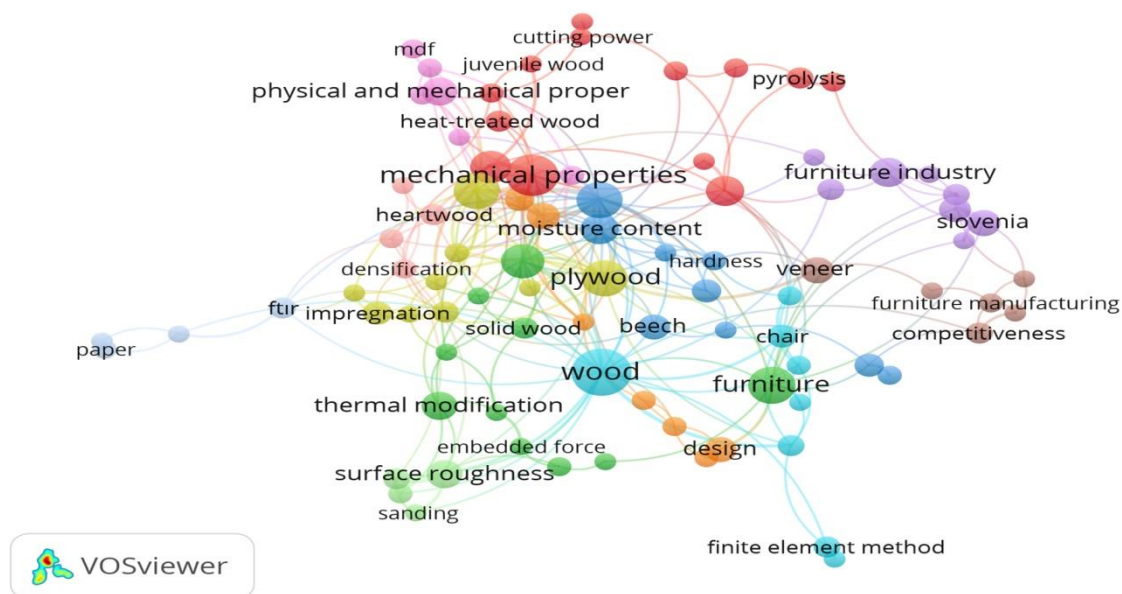 cutting power
mdf
juvenile wood
pyrolysis
physical and mechanical proper
heat-treated wood
mechanical properties
furniture industry
heartwood
slovenia
moisture content
densification
plywood
hardness
veneer
ftir
impregnation
furniture manufacturing
solid wood
beech
chair
competitiveness
paper
wood
furniture
thermal modification
embedded force
design
surface roughness
sanding
finite element method
VOSviewer